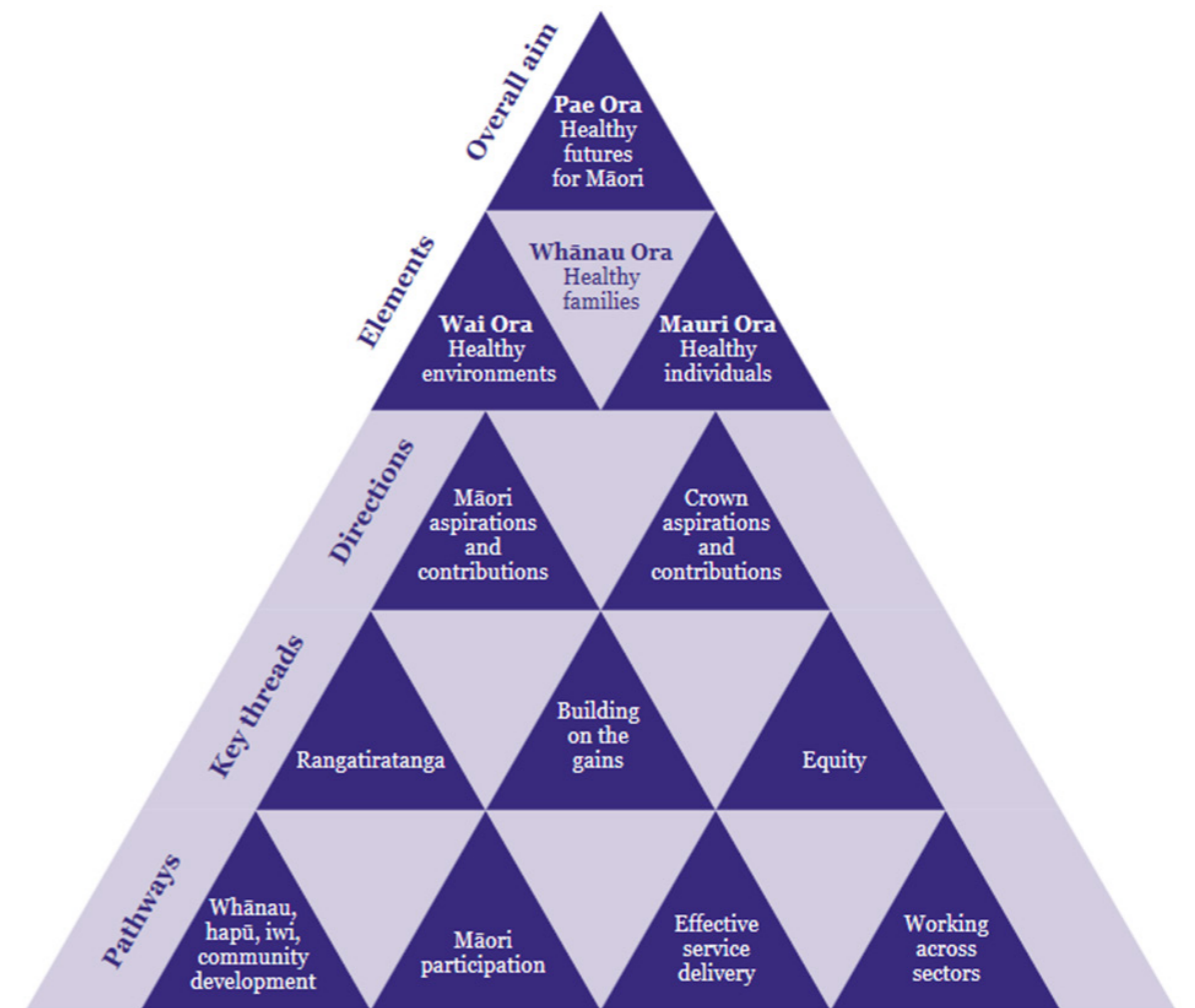 Overall aim
Pae Ora
Healthy
futures
for Māori
Elements
Whānau Ora
Healthy
families
Wai Ora
Healthy
environments
Mauri Ora
Healthy
individuals
Directions
Māori
aspirations
and
contributions
Crown
aspirations
and
contributions
Key threads
Rangatiratanga
Building
on the
gains
Equity
Pathways
Whānau,
hapū, iwi,
community
development
Māori
participation
Effective
service
delivery
Working
across
sectors